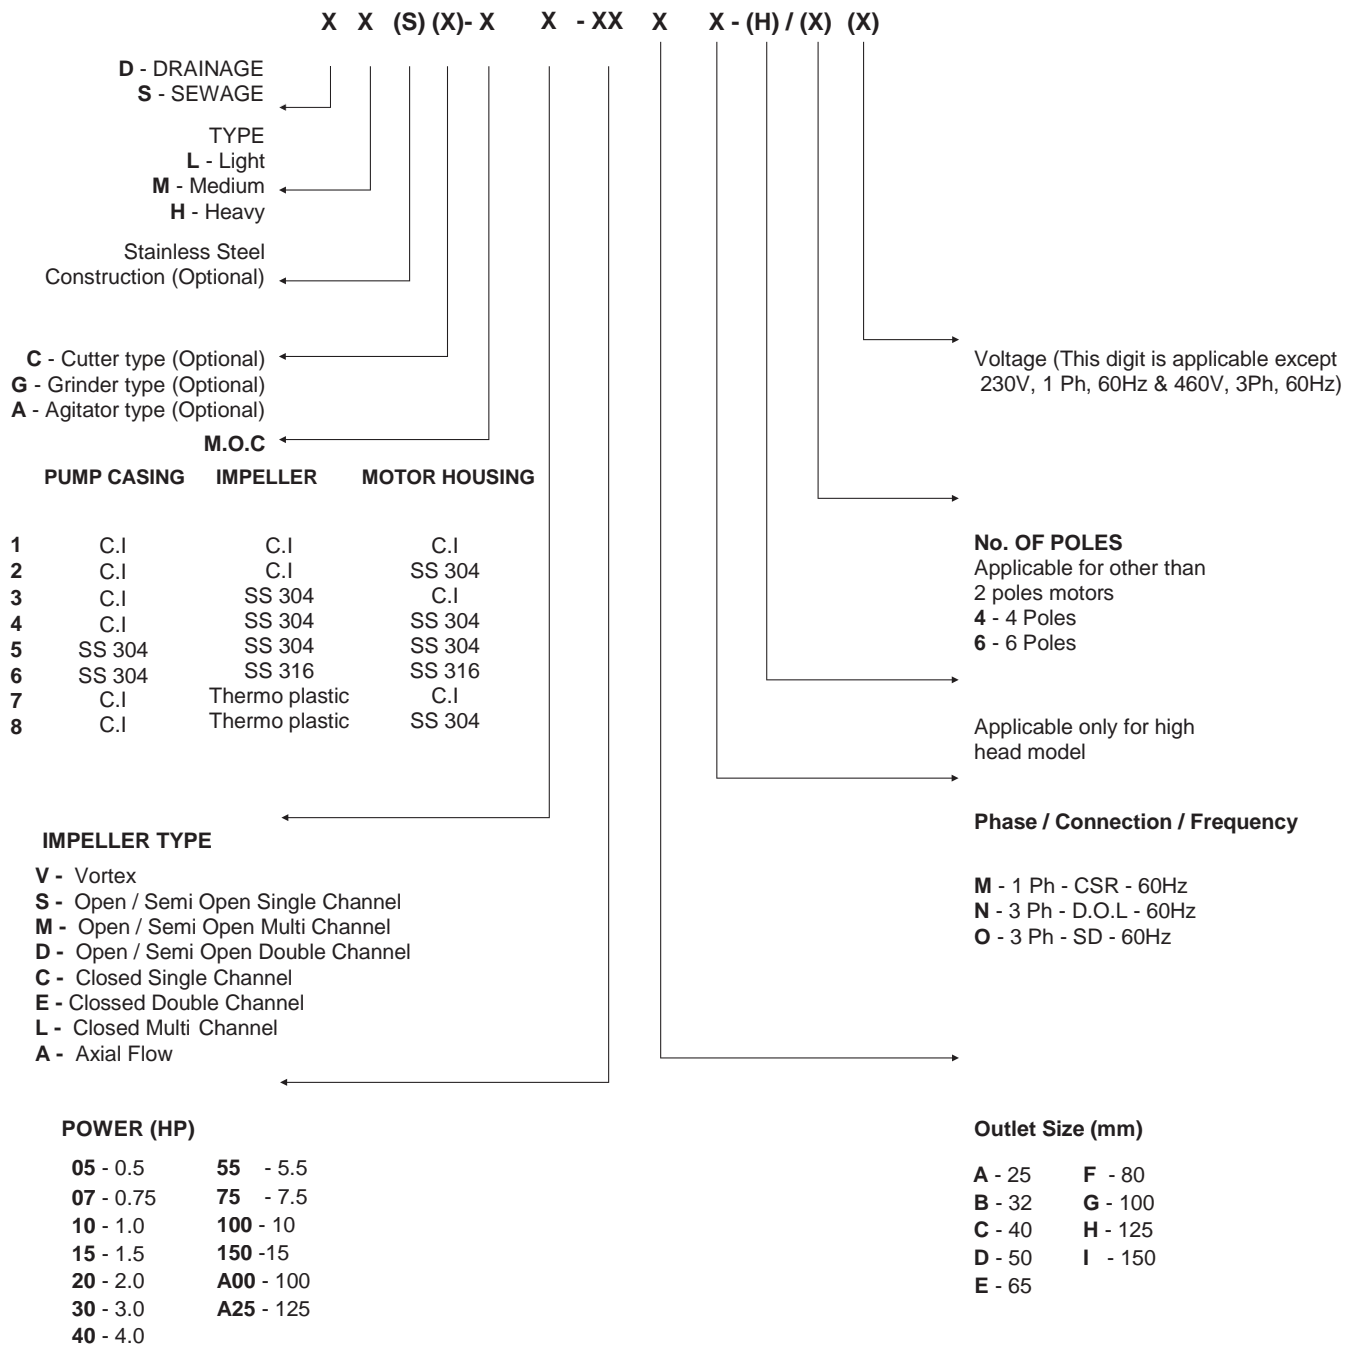 X X (S) (X)- X X - XX X X - (H) / (X) (X)
D - DRAINAGE
S - SEWAGE
TYPE
L - Light
M - Medium
H - Heavy
Stainless Steel
Construction (Optional)
C - Cutter type (Optional)
G - Grinder type (Optional)
A - Agitator type (Optional)
M.O.C
PUMP CASING IMPELLER MOTOR HOUSING
1 C.I C.I C.I
2 C.I C.I SS 304
3 C.I SS 304 C.I
4 C.I SS 304 SS 304
5 SS 304 SS 304 SS 304
6 SS 304 SS 316 SS 316
7 C.I Thermo plastic C.I
8 C.I Thermo plastic SS 304
IMPELLER TYPE
V - Vortex
S - Open / Semi Open Single Channel
M - Open / Semi Open Multi Channel
D - Open / Semi Open Double Channel
C - Closed Single Channel
E - Clossed Double Channel
L - Closed Multi Channel
A - Axial Flow
POWER (HP)
05 - 0.5 55 - 5.5
07 - 0.75 75 - 7.5
10 - 1.0 100 - 10
15 - 1.5 150 -15
20 - 2.0 A00 - 100
30 - 3.0 A25 - 125
40 - 4.0
Voltage (This digit is applicable except
230V, 1 Ph, 60Hz & 460V, 3Ph, 60Hz)
No. OF POLES
Applicable for other than
2 poles motors
4 - 4 Poles
6 - 6 Poles
Applicable only for high
head model
Phase / Connection / Frequency
M - 1 Ph - CSR - 60Hz
N - 3 Ph - D.O.L - 60Hz
O - 3 Ph - SD - 60Hz
Outlet Size (mm)
A - 25 F - 80
B - 32 G - 100
C - 40 H - 125
D - 50 I - 150
E - 65